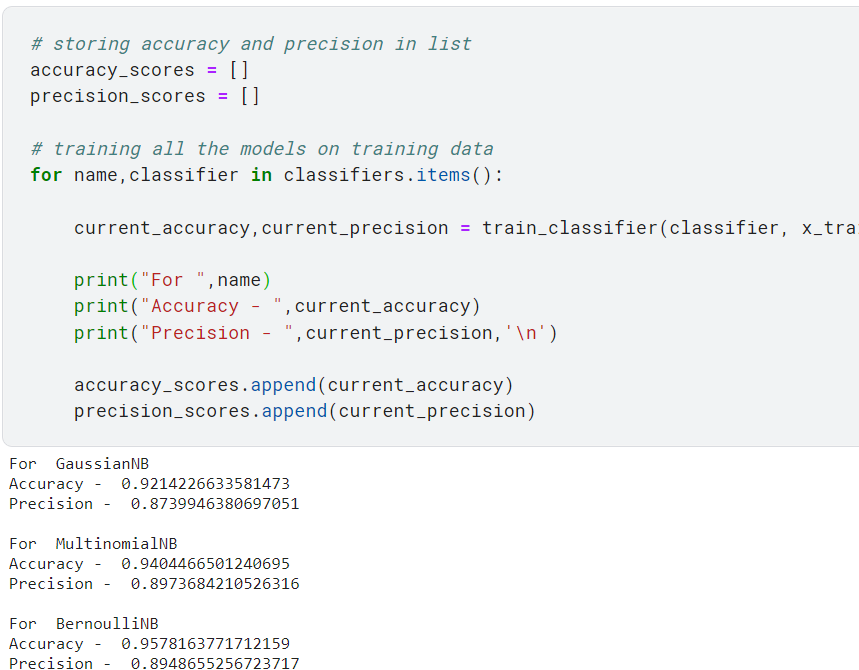 # storing accuracy and precision in list
accuracy_scores = []
precision_scores = []
# training all the models on training data
for name,classifier in classifiers.items():
current_accuracy,current_precision = train_classifier(classifier, x_tra
print("For ",name)
print("Accuracy - ",current_accuracy)
print("Precision - ",current_precision,'\n')
accuracy_scores.append(current_accuracy)
precision_scores.append(current_precision)
For  GaussianNB
Accuracy -  0.9214226633581473
Precision -  0.8739946380697051
For  MultinomialNB
Accuracy -  0.9404466501240695
Precision -  0.8973684210526316
For  BernoulliNB
Accuracy -  0.9578163771712159
Precision -  0.8948655256723717